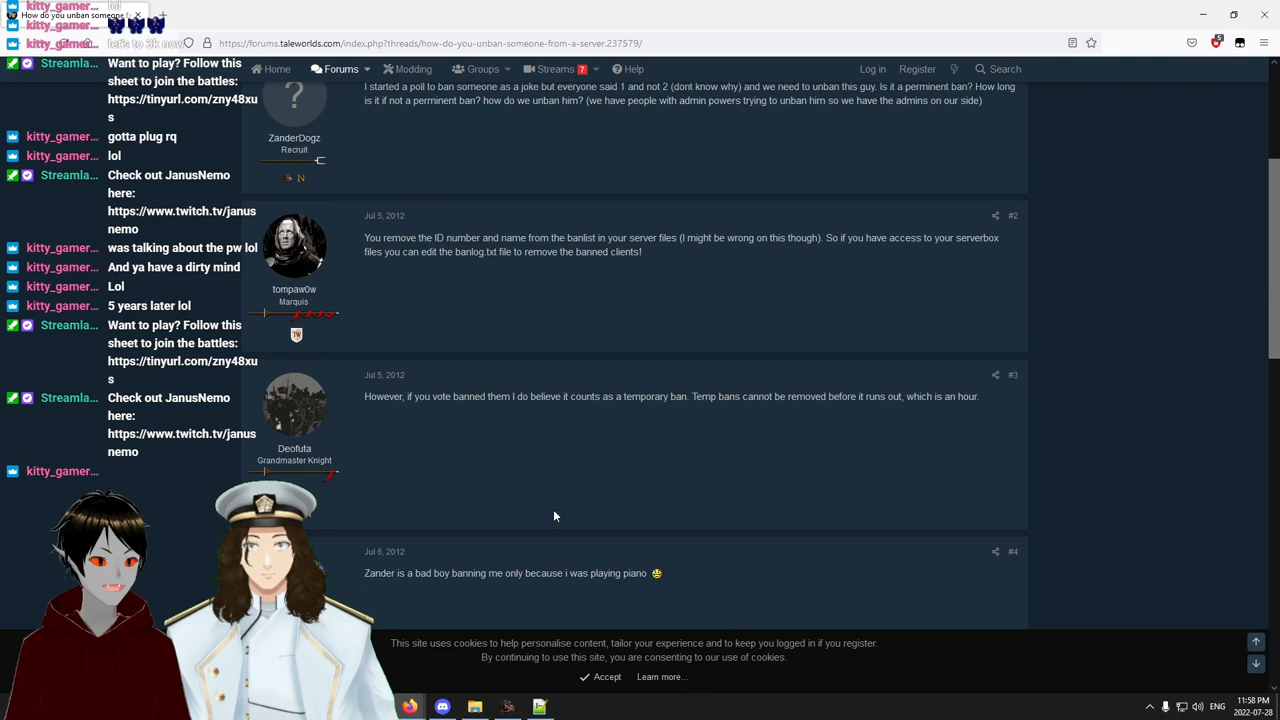 How do you unban someone f
https://forums.taleworlds.com/index.php?threads/how-do-you-unban-someone-from-a-server.237579/
5
Home
Forums
Modding
Groups
Streams 7
Help
Log in
Register
Search
lol
kitty_gamer...
kitty_gamer... let's to 3k now
Streamla... Want to play? Follow this
sheet to join the battles:
https://tinyurl.com/zny48xu
s
kitty_gamer... gotta plug rq
kitty_gamer... lol
Streamla... Check out JanusNemo
here:
https://www.twitch.tv/janus
nemo
kitty_gamer... was talking about the pw lol
kitty_gamer... And ya have a dirty mind
kitty_gamer... Lol
kitty_gamer... 5 years later lol
Streamla... Want to play? Follow this
sheet to join the battles:
https://tinyurl.com/zny48xu
s
Streamla... Check out JanusNemo
here:
https://www.twitch.tv/janus
nemo
kitty_gamer...
I started a poll to ban someone as a joke but everyone said 1 and not 2 (dont know why) and we need to unban this guy. Is it a perminent ban? How long
is it if not a perminent ban? how do we unban him? (we have people with admin powers trying to unban him so we have the admins on our side)
?
ZanderDogz
Recruit
N
Jul 5, 2012
#2
You remove the ID number and name from the banlist in your server files (I might be wrong on this though). So if you have access to your serverbox
files you can edit the banlog.txt file to remove the banned clients!
tompaw0w
Marquis
Jul 5, 2012
#3
However, if you vote banned them I do believe it counts as a temporary ban. Temp bans cannot be removed before it runs out, which is an hour.
Deofuta
Grandmaster Knight
Jul 6, 2012
#4
Zander is a bad boy banning me only because i was playing piano
This site uses cookies to help personalise content, tailor your experience and to keep you logged in if you register.
By continuing to use this site, you are consenting to our use of cookies.
Accept
Learn more...
ENG
11:58 PM
2022-07-28